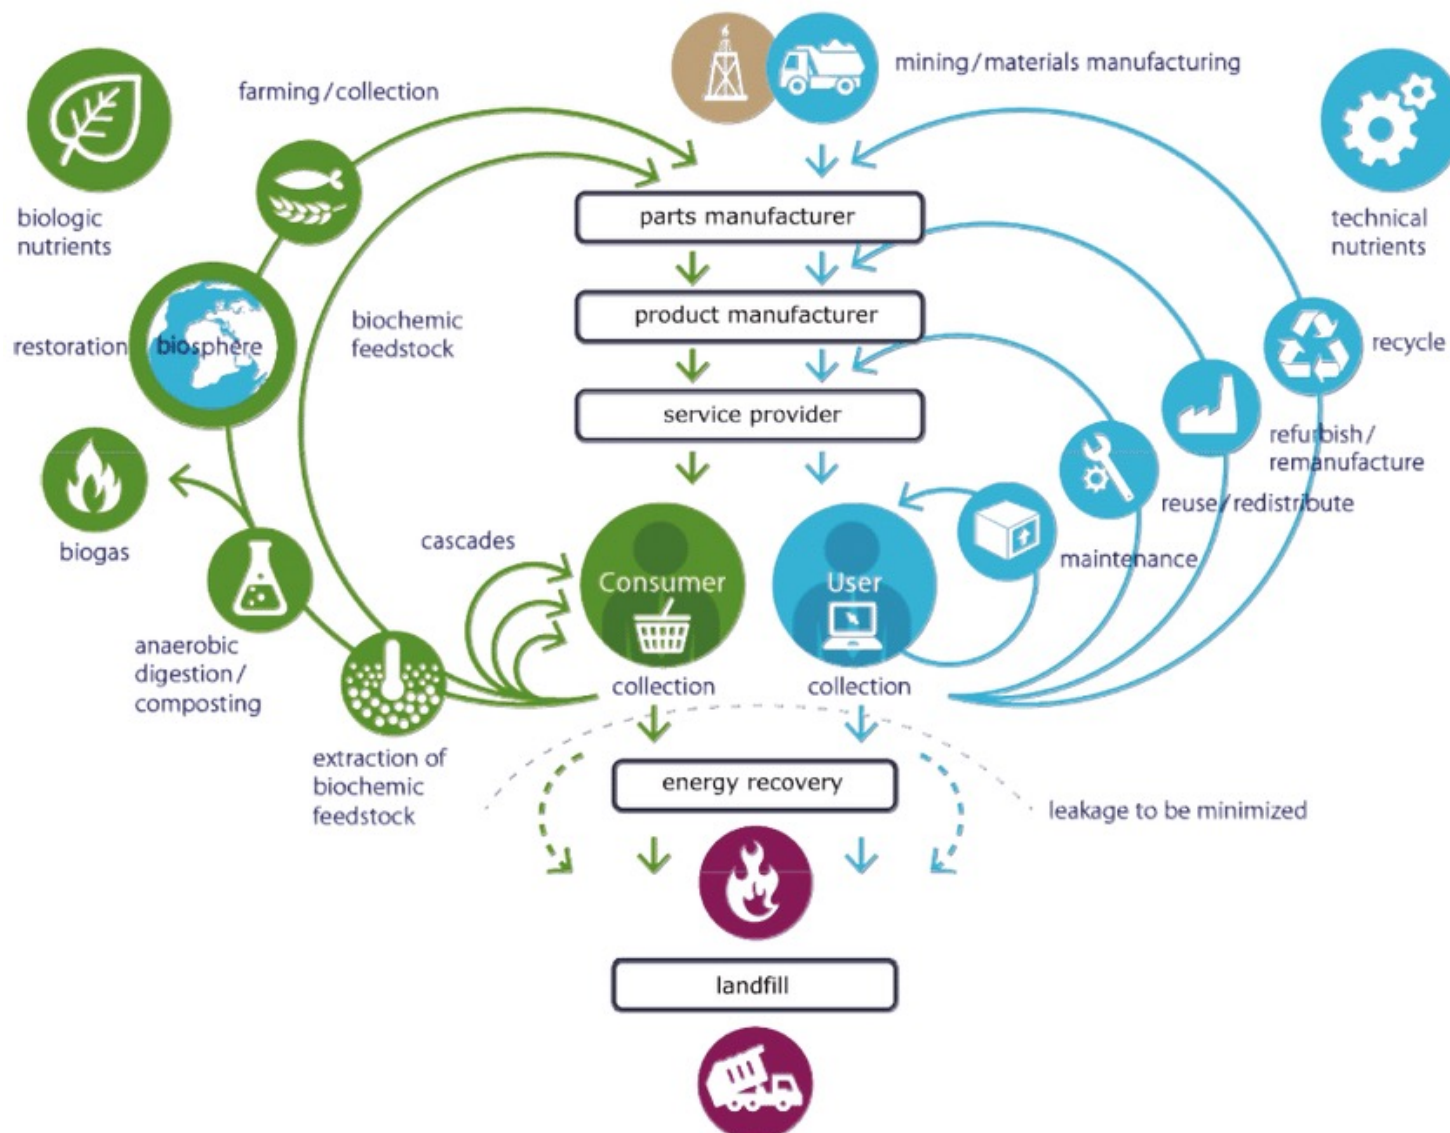 mining/materials manufacturing
farming/collection
biologic
nutrients
technical
nutrients
parts manufacturer
biochemic
feedstock
product manufacturer
restoration
biosphere
recycle
service provider
refurbish/
remanufacture
reuse/redistribute
biogas
cascades
maintenance
Consumer
User
anaerobic
digestion/
composting
collection
collection
extraction of
biochemic
feedstock
energy recovery
leakage to be minimized
landfill